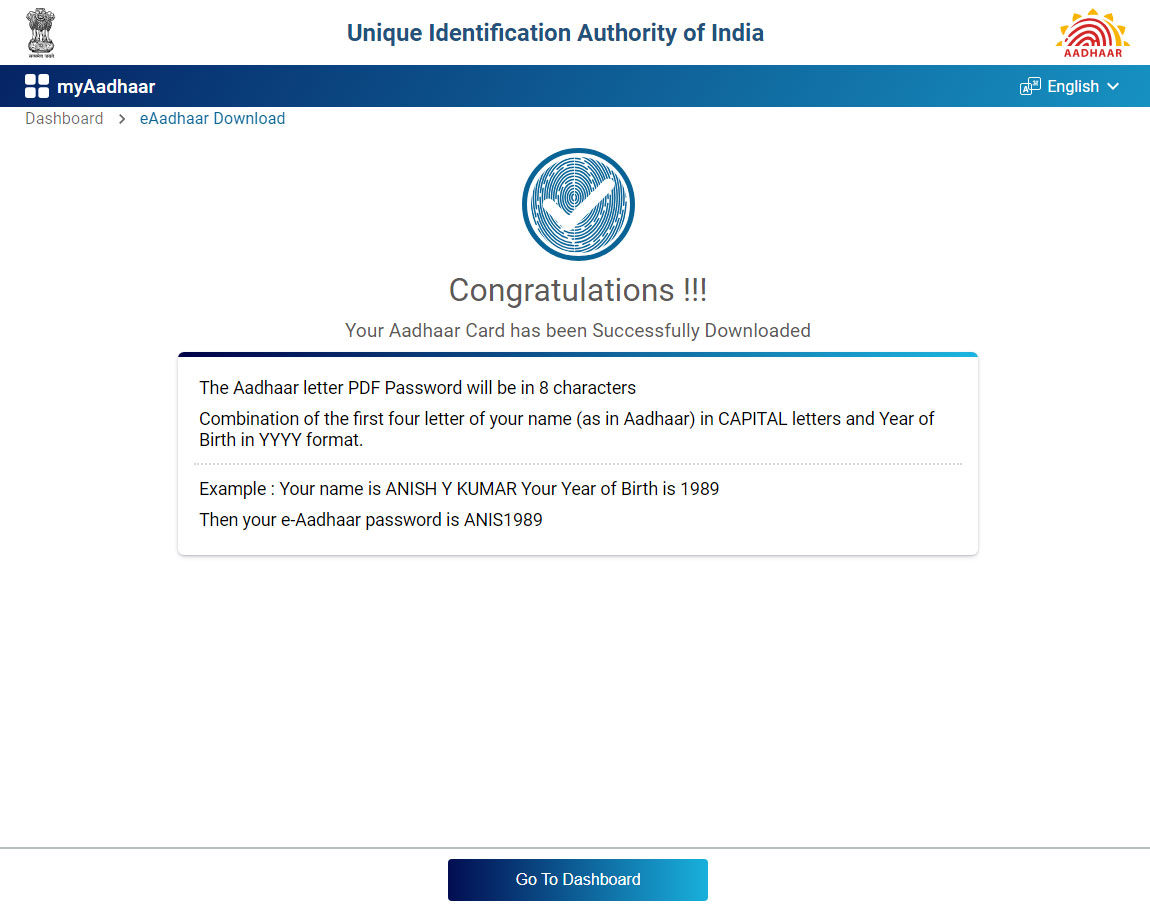 Unique Identification Authority of India
AADHAAR
myAadhaar
English
Dashboard > eAadhaar Download
Congratulations !!!
Your Aadhaar Card has been Successfully Downloaded
The Aadhaar letter PDF Password will be in 8 characters
Combination of the first four letter of your name (as in Aadhaar) in CAPITAL letters and Year of
Birth in YYYY format.
Example : Your name is ANISH Y KUMAR Your Year of Birth is 1989
Then your e-Aadhaar password is ANIS1989
Go To Dashboard